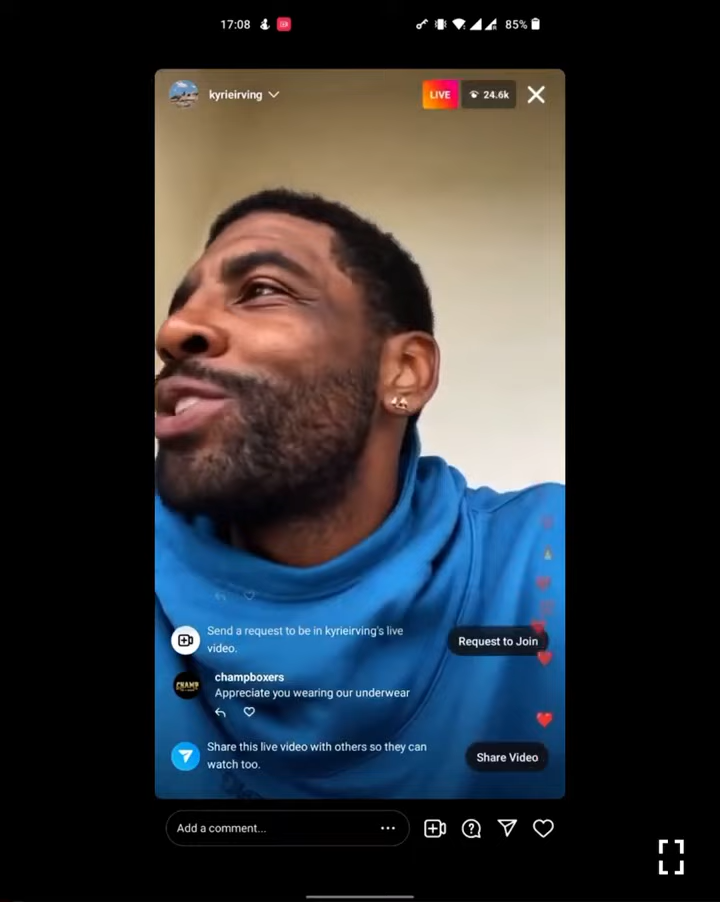 17:08
85%
kyrieirving
LIVE
24.6k
Send a request to be in kyrieirving's live
video.
Request to Join
champboxers
CHAMP
Appreciate you wearing our underwear
Share this live video with others so they can
watch too.
Share Video
Add a comment...